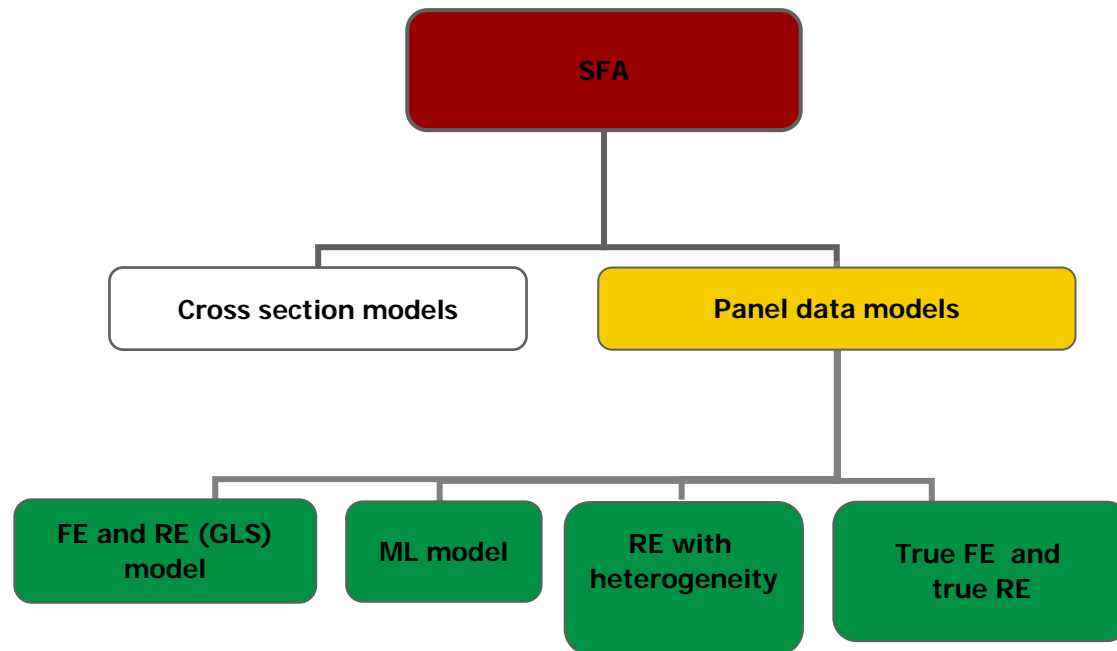 SFA
Cross section models
Panel data models
FE and RE (GLS)
model
ML model
RE with
heterogeneity
True FE and
true RE